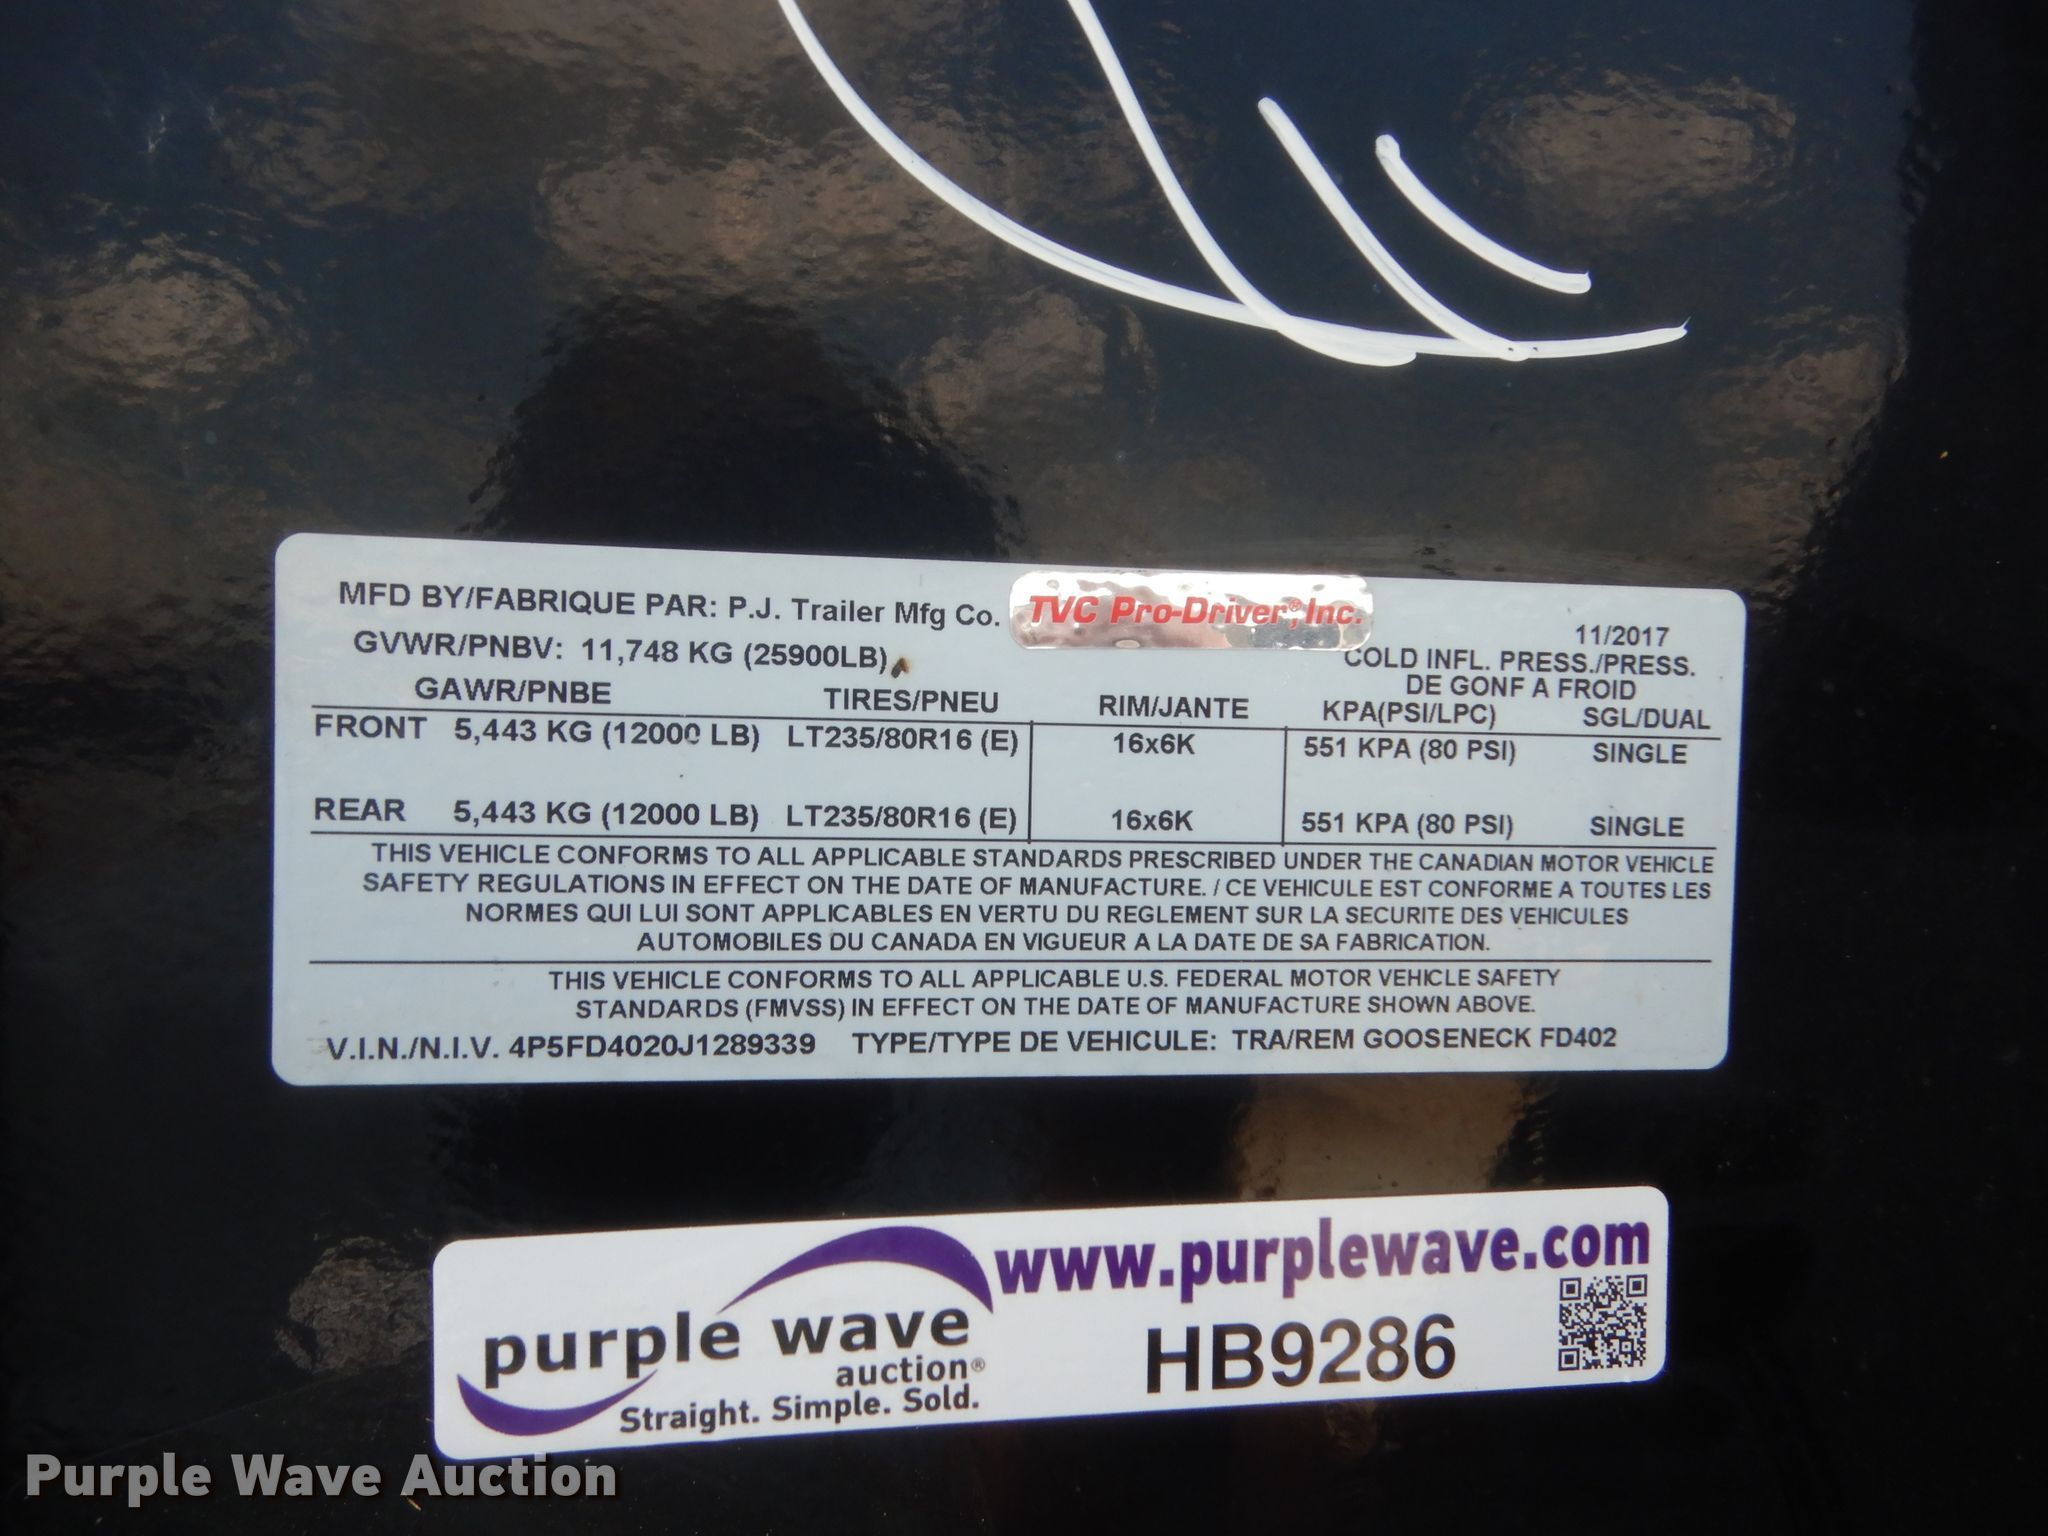 MFD BY/FABRIQUE PAR: P.J. Trailer Mfg Co. TVC Pro-Driver®, Inc.
11/2017
GVWR/PNBV: 11,748 KG (25900LB)
COLD INFL. PRESS./PRESS.
DE GONF A FROID
GAWR/PNBE TIRES/PNEU RIM/JANTE KPA(PSI/LPC) SGL/DUAL
FRONT 5,443 KG (12000 LB) LT235/80R16 (E) 16x6K 551 KPA (80 PSI) SINGLE
REAR 5,443 KG (12000 LB) LT235/80R16 (E) 16x6K 551 KPA (80 PSI) SINGLE
THIS VEHICLE CONFORMS TO ALL APPLICABLE STANDARDS PRESCRIBED UNDER THE CANADIAN MOTOR VEHICLE
SAFETY REGULATIONS IN EFFECT ON THE DATE OF MANUFACTURE. / CE VEHICULE EST CONFORME A TOUTES LES
NORMES QUI LUI SONT APPLICABLES EN VERTU DU REGLEMENT SUR LA SECURITE DES VEHICULES
AUTOMOBILES DU CANADA EN VIGUEUR A LA DATE DE SA FABRICATION.
THIS VEHICLE CONFORMS TO ALL APPLICABLE U.S. FEDERAL MOTOR VEHICLE SAFETY
STANDARDS (FMVSS) IN EFFECT ON THE DATE OF MANUFACTURE SHOWN ABOVE.
V.I.N./N.I.V. 4P5FD4020J1289339 TYPE/TYPE DE VEHICULE: TRA/REM GOOSENECK FD402
www.purplewave.com
purple wave
auction®
Straight. Simple. Sold.
HB9286
Purple Wave Auction